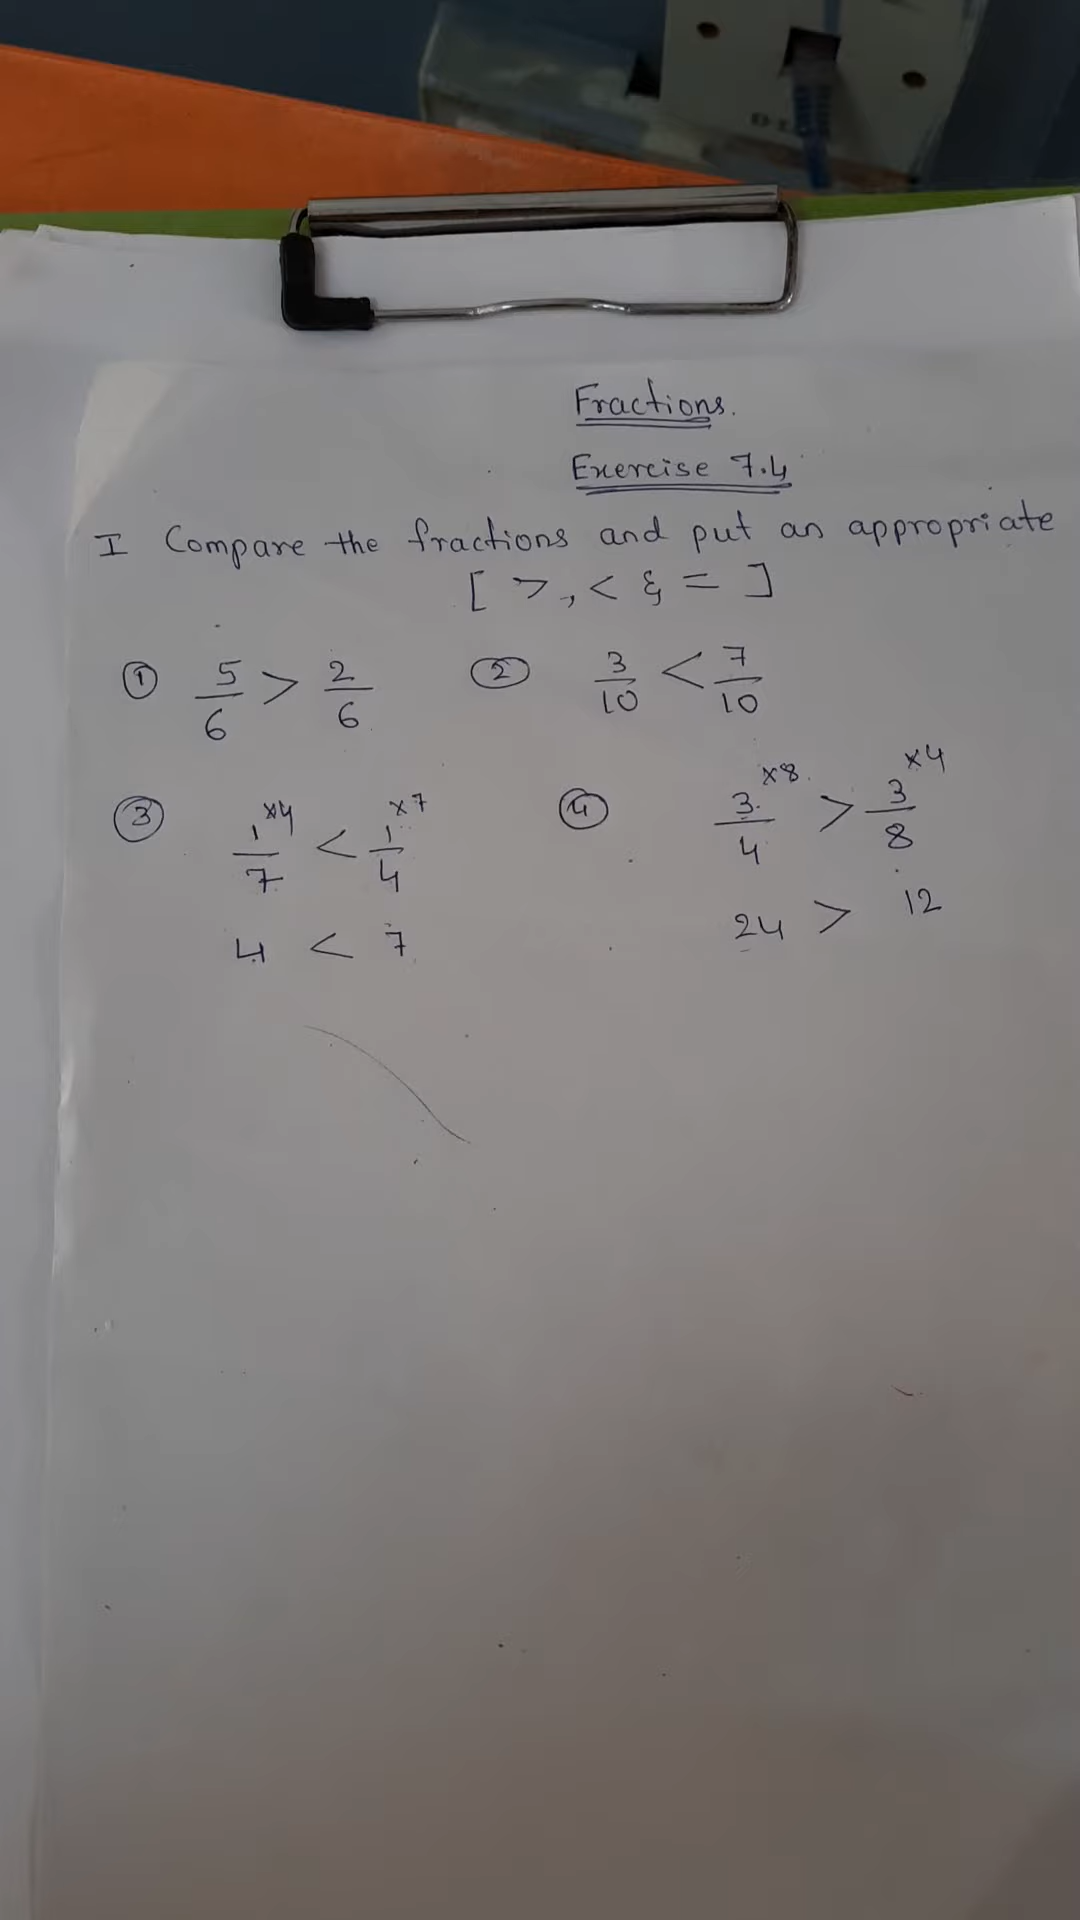 Fractions.
Exercise 7.4
I Compare the fractions and put an appropriate
[ >, < & = ]
① 5/6 > 2/6 ② 3/10 < 7/10
③ 1/7 ×4 < 1/4 ×7 ④ 3/4 ×8 > 3/8 ×4
4 < 7 24 > 12